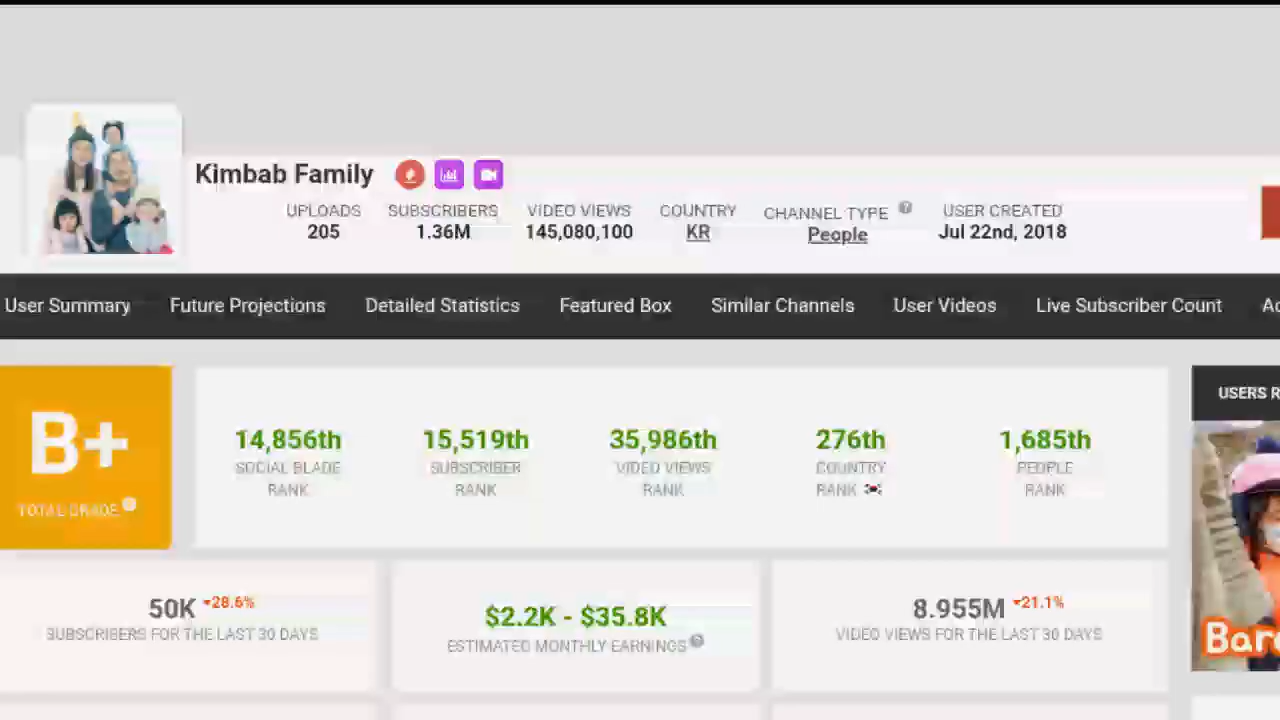 Kimbab Family
UPLOADS
205
SUBSCRIBERS
1.36M
VIDEO VIEWS
145,080,100
COUNTRY
KR
CHANNEL TYPE
People
USER CREATED
Jul 22nd, 2018
User Summary
Future Projections
Detailed Statistics
Featured Box
Similar Channels
User Videos
Live Subscriber Count
B+
TOTAL GRADE
14,856th
SOCIAL BLADE
RANK
15,519th
SUBSCRIBER
RANK
35,986th
VIDEO VIEWS
RANK
276th
COUNTRY
RANK
1,685th
PEOPLE
RANK
USERS R
50K -28.6%
SUBSCRIBERS FOR THE LAST 30 DAYS
$2.2K - $35.8K
ESTIMATED MONTHLY EARNINGS
8.955M -21.1%
VIDEO VIEWS FOR THE LAST 30 DAYS